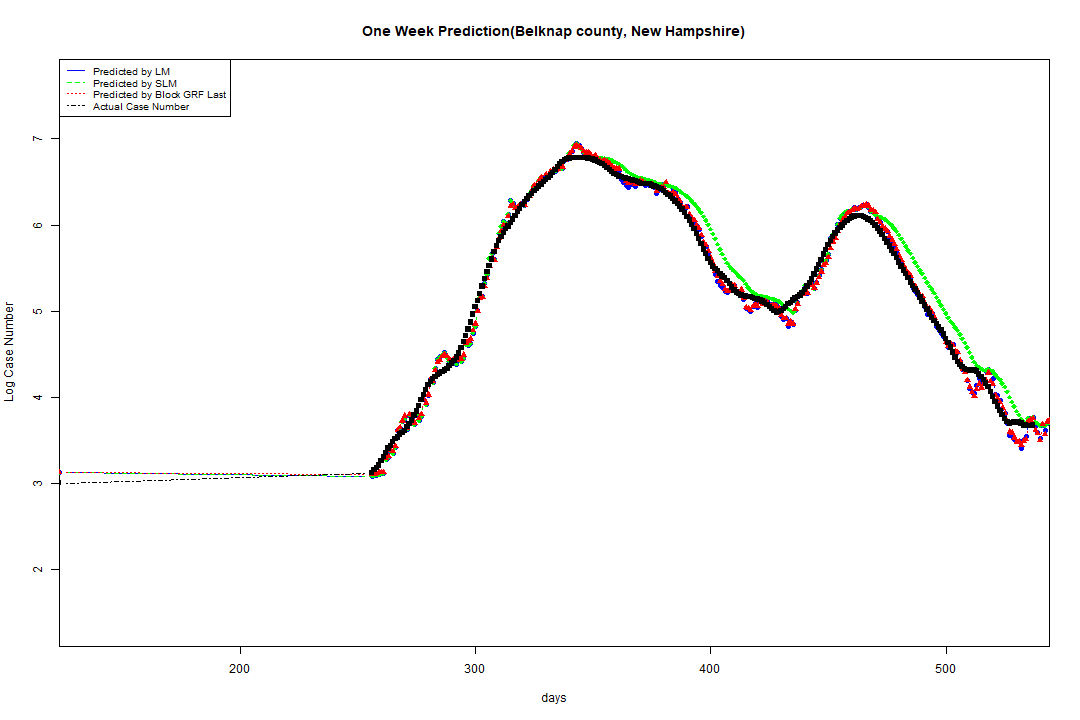 One Week Prediction(Belknap county, New Hampshire)
Predicted by LM
Predicted by SLM
Predicted by Block GRF Last
Actual Case Number
7
6
5
4
3
2
Log Case Number
200 300 400 500
days